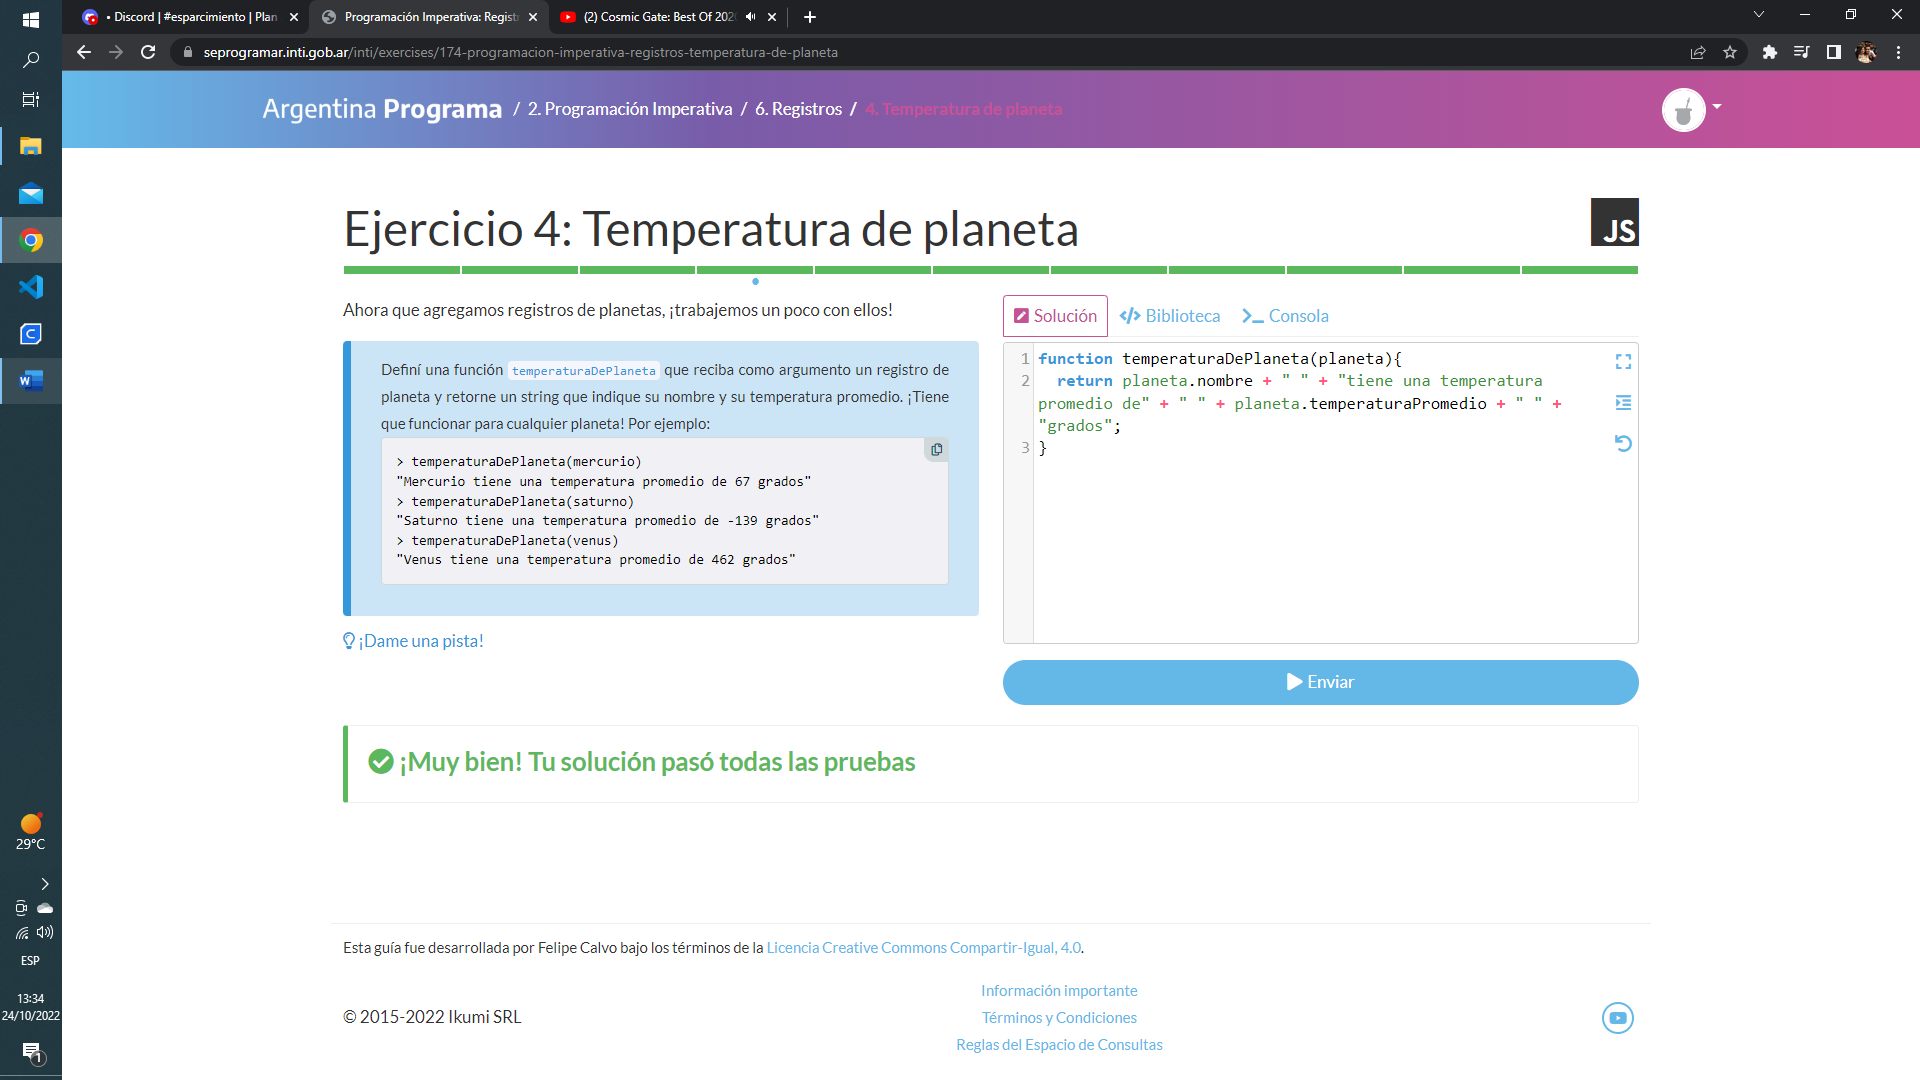 • Discord | #esparcimiento | Plan
Programación Imperativa: Regist
(2) Cosmic Gate: Best Of 202
seprogramar.inti.gob.ar/inti/exercises/174-programacion-imperativa-registros-temperatura-de-planeta
Argentina Programa / 2. Programación Imperativa / 6. Registros / 4. Temperatura de planeta
Ejercicio 4: Temperatura de planeta
JS
Ahora que agregamos registros de planetas, ¡trabajemos un poco con ellos!
Definí una función temperaturaDePlaneta que reciba como argumento un registro de
planeta y retorne un string que indique su nombre y su temperatura promedio. ¡Tiene
que funcionar para cualquier planeta! Por ejemplo:
> temperaturaDePlaneta(mercurio)
"Mercurio tiene una temperatura promedio de 67 grados"
> temperaturaDePlaneta(saturno)
"Saturno tiene una temperatura promedio de -139 grados"
> temperaturaDePlaneta(venus)
"Venus tiene una temperatura promedio de 462 grados"
¡Dame una pista!
Solución
Biblioteca
Consola
1 function temperaturaDePlaneta(planeta){
2 return planeta.nombre + " " + "tiene una temperatura
promedio de" + " " + planeta.temperaturaPromedio + " " +
"grados";
3 }
Enviar
¡Muy bien! Tu solución pasó todas las pruebas
Esta guía fue desarrollada por Felipe Calvo bajo los términos de la Licencia Creative Commons Compartir-Igual, 4.0.
© 2015-2022 Ikumi SRL
Información importante
Términos y Condiciones
Reglas del Espacio de Consultas
29°C
ESP
13:34
24/10/2022
1